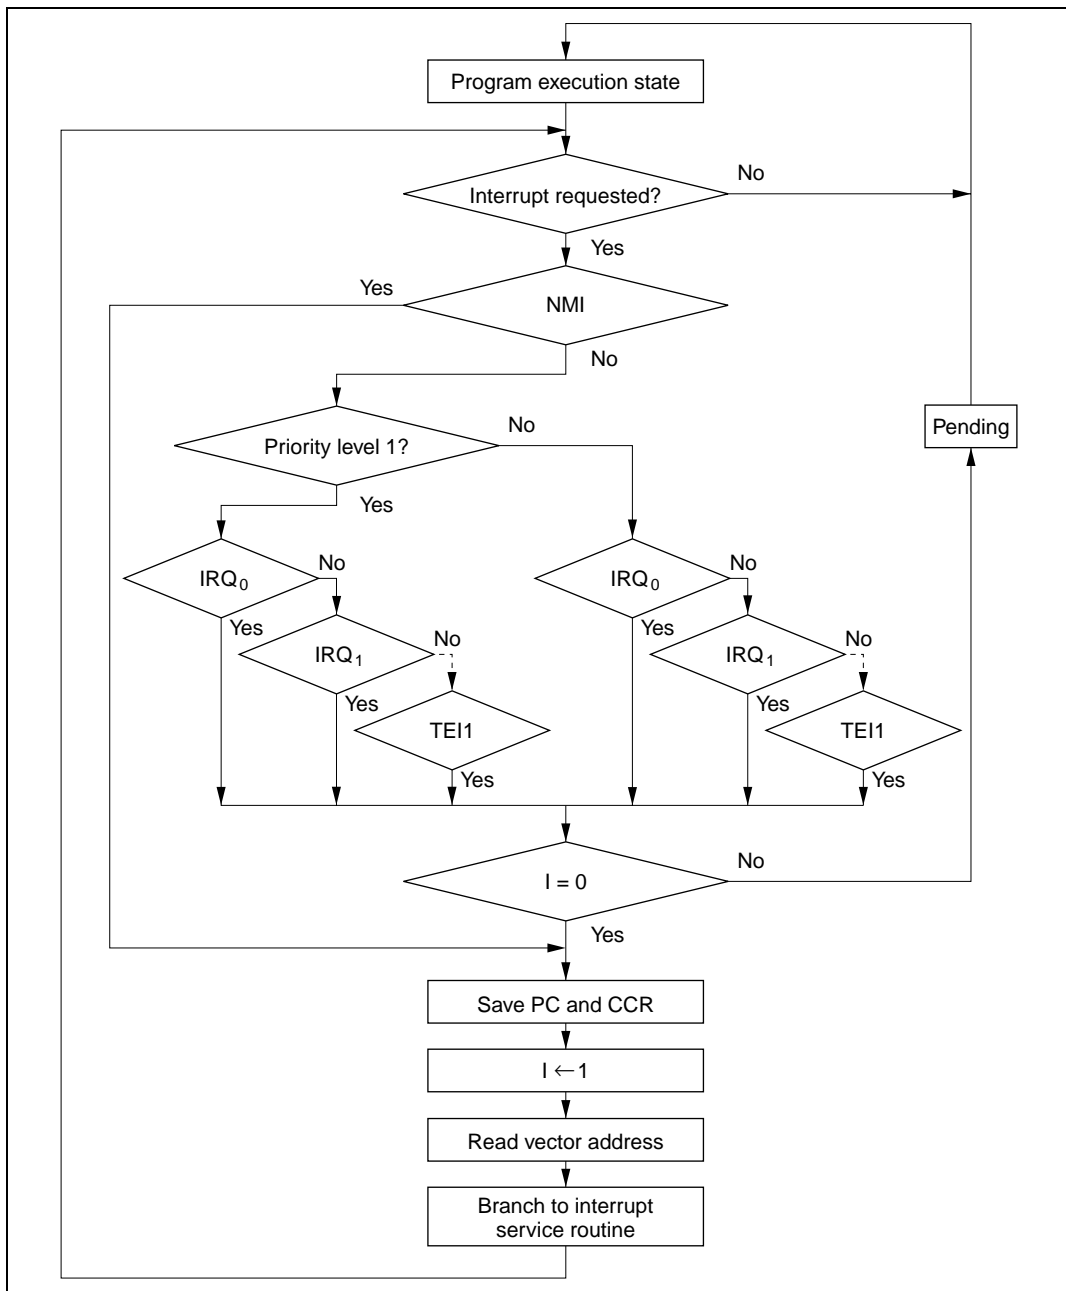 Program execution state
No
Interrupt requested?
Yes
Yes
NMI
No
Priority level 1?
No
Pending
Yes
IRQ0
No
IRQ0
No
Yes
IRQ1
No
Yes
IRQ1
No
Yes
TEI1
Yes
TEI1
Yes
Yes
I = 0
No
Yes
Save PC and CCR
I ← 1
Read vector address
Branch to interrupt
service routine